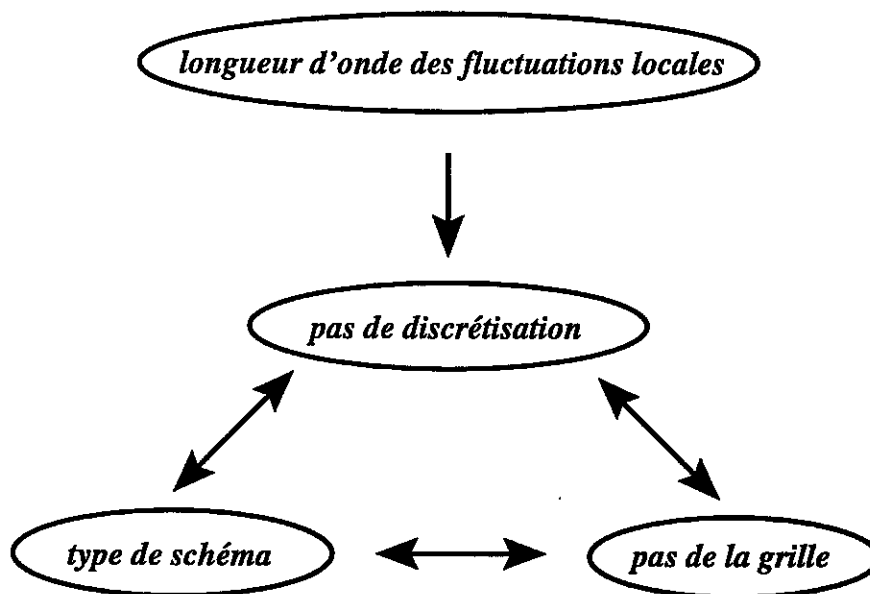 longueur d'onde des fluctuations locales
pas de discrétisation
type de schéma
pas de la grille